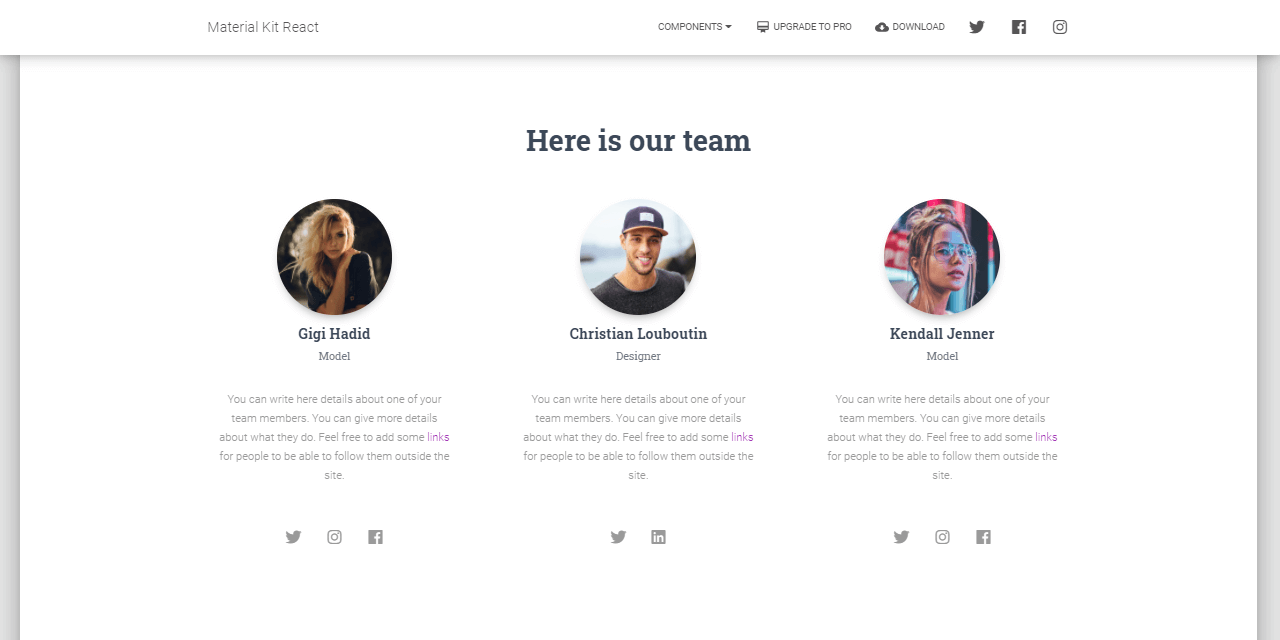 Material Kit React
COMPONENTS
UPGRADE TO PRO
DOWNLOAD
Here is our team
Gigi Hadid
Model
You can write here details about one of your
team members. You can give more details
about what they do. Feel free to add some links
for people to be able to follow them outside the
site.
Christian Louboutin
Designer
You can write here details about one of your
team members. You can give more details
about what they do. Feel free to add some links
for people to be able to follow them outside the
site.
Kendall Jenner
Model
You can write here details about one of your
team members. You can give more details
about what they do. Feel free to add some links
for people to be able to follow them outside the
site.